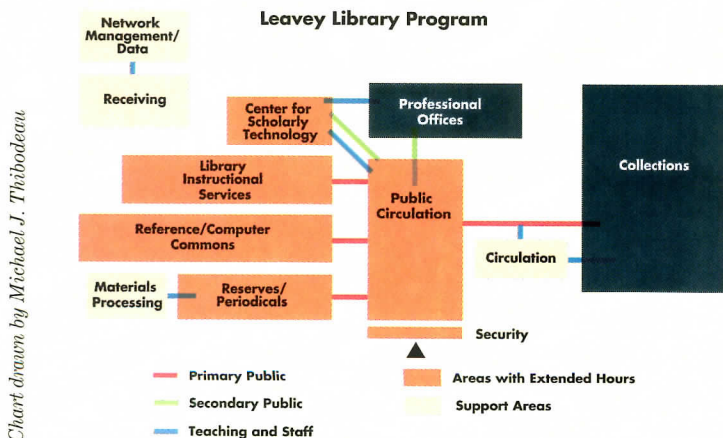 Leavey Library Program
Network
Management/
Data
Receiving
Center for
Scholarly
Technology
Professional
Offices
Collections
Library
Instructional
Services
Public
Circulation
Reference/Computer
Commons
Circulation
Materials
Processing
Reserves/
Periodicals
Security
Primary Public
Secondary Public
Teaching and Staff
Areas with Extended Hours
Support Areas
Chart drawn by Michael J. Thibodeau